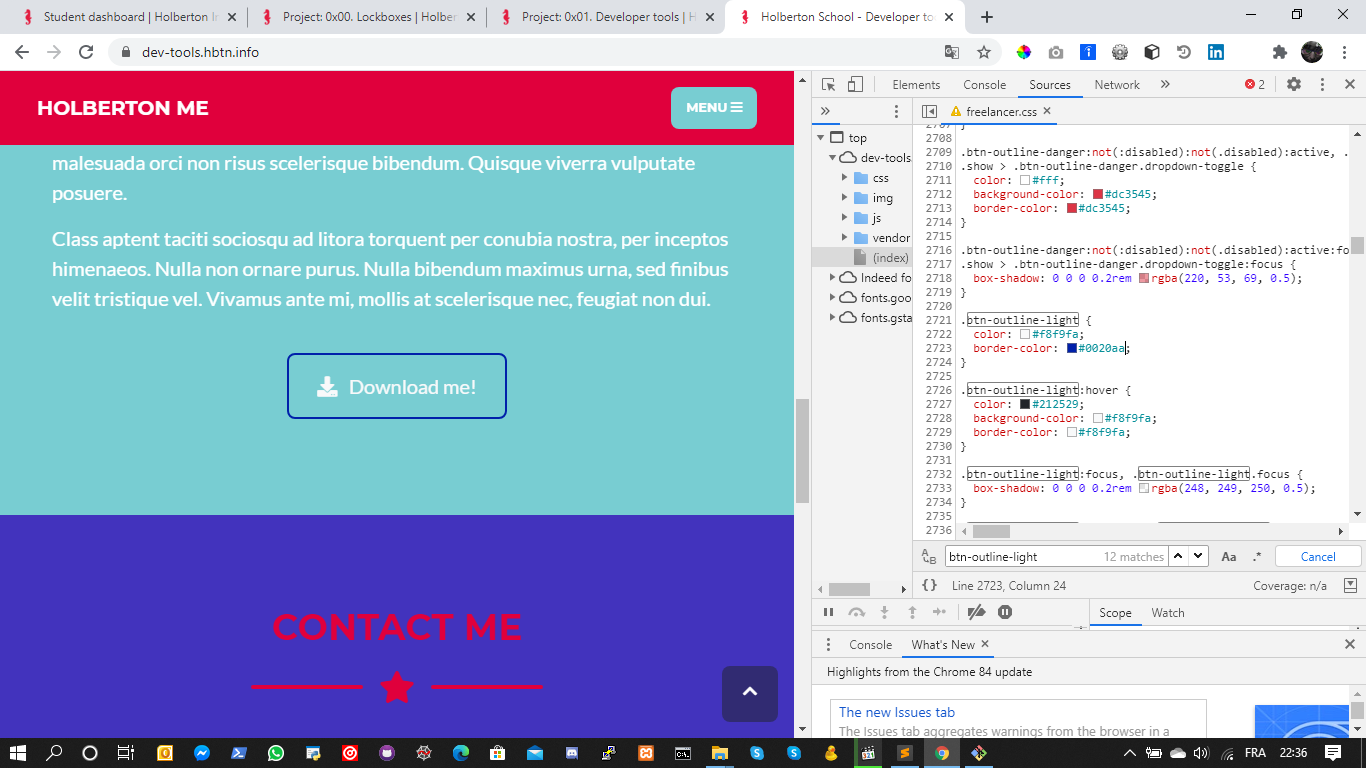 Student dashboard | Holberton In
Project: 0x00. Lockboxes | Holber
Project: 0x01. Developer tools | H
Holberton School - Developer to
dev-tools.hbtn.info
HOLBERTON ME
MENU
malesuada orci non risus scelerisque bibendum. Quisque viverra vulputate
posuere.
Class aptent taciti sociosqu ad litora torquent per conubia nostra, per inceptos
himenaeos. Nulla non ornare purus. Nulla bibendum maximus urna, sed finibus
velit tristique vel. Vivamus ante mi, mollis at scelerisque nec, feugiat non dui.
Download me!
CONTACT ME
Elements Console Sources Network » 2
» freelancer.css
top
dev-tools.
css
img
js
vendor
(index)
Indeed fo
fonts.goo
fonts.gsta
2707 }
2708
2709 .btn-outline-danger:not(:disabled):not(.disabled):active, .
2710 .show > .btn-outline-danger.dropdown-toggle {
2711 color: #fff;
2712 background-color: #dc3545;
2713 border-color: #dc3545;
2714 }
2715
2716 .btn-outline-danger:not(:disabled):not(.disabled):active:fo
2717 .show > .btn-outline-danger.dropdown-toggle:focus {
2718 box-shadow: 0 0 0 0.2rem rgba(220, 53, 69, 0.5);
2719 }
2720
2721 .btn-outline-light {
2722 color: #f8f9fa;
2723 border-color: #0020aa;
2724 }
2725
2726 .btn-outline-light:hover {
2727 color: #212529;
2728 background-color: #f8f9fa;
2729 border-color: #f8f9fa;
2730 }
2731
2732 .btn-outline-light:focus, .btn-outline-light.focus {
2733 box-shadow: 0 0 0 0.2rem rgba(248, 249, 250, 0.5);
2734 }
2735
2736
btn-outline-light 12 matches Aa .* Cancel
{} Line 2723, Column 24 Coverage: n/a
Scope Watch
Console What's New
Highlights from the Chrome 84 update
The new Issues tab
The Issues tab aggregates warnings from the browser in a
FRA 22:36